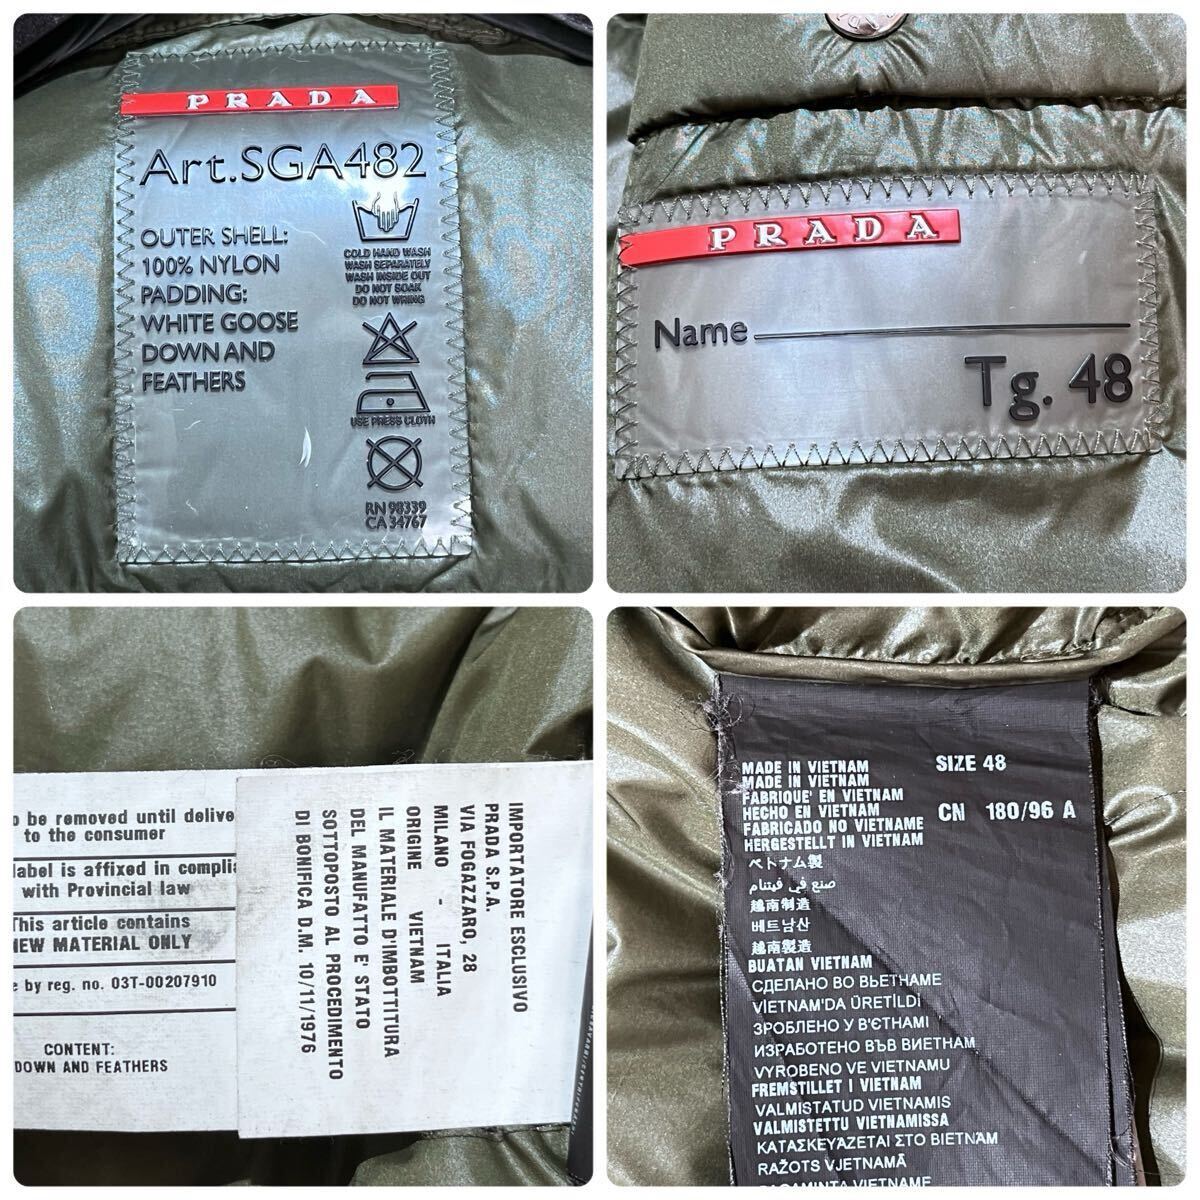 PRADA
Art.SGA482
OUTER SHELL:
100% NYLON
PADDING:
WHITE GOOSE
DOWN AND
FEATHERS
COLD HAND WASH
WASH SEPARATELY
WASH INSIDE OUT
DO NOT SOAK
DO NOT WRING
USE PRESS CLOTH
RN 98339
CA 34767
PRADA
Name
Tg. 48
o be removed until delive
to the consumer
label is affixed in complia
with Provincial law
This article contains
NEW MATERIAL ONLY
e by reg. no. 03T-00207910
CONTENT:
DOWN AND FEATHERS
IMPORTATORE ESCLUSIVO
PRADA S.P.A.
VIA FOGAZZARO, 28
MILANO - ITALIA
ORIGINE VIETNAM
IL MATERIALE D'IMBOTTITURA
DEL MANUFATTO E' STATO
SOTTOPOSTO AL PROCEDIMENTO
DI BONIFICA D.M. 10/11/1976
MADE IN VIETNAM
MADE IN VIETNAM
FABRIQUE' EN VIETNAM
HECHO EN VIETNAM
FABRICADO NO VIETNAME
HERGESTELLT IN VIETNAM
ベトナム製
صنع في فيتنام
越南制造
베트남산
越南製造
BUATAN VIETNAM
СДЕЛАНО ВО ВЬЕТНАМЕ
VİETNAM'DA ÜRETİLDİ
ЗРОБЛЕНО У В'ЄТНАМІ
ИЗРАБОТЕНО ВЪВ ВИЕТНАМ
VYROBENO VE VIETNAMU
FREMSTILLET I VIETNAM
VALMISTATUD VIETNAMIS
VALMISTETTU VIETNAMISSA
ΚΑΤΑΣΚΕΥΆΖΕΤΑΙ ΣΤΟ ΒΙΕΤΝΆΜ
RAŽOTS VJETNAMĀ
PAGAMINTA VIETNAME
SIZE 48
CN 180/96 A